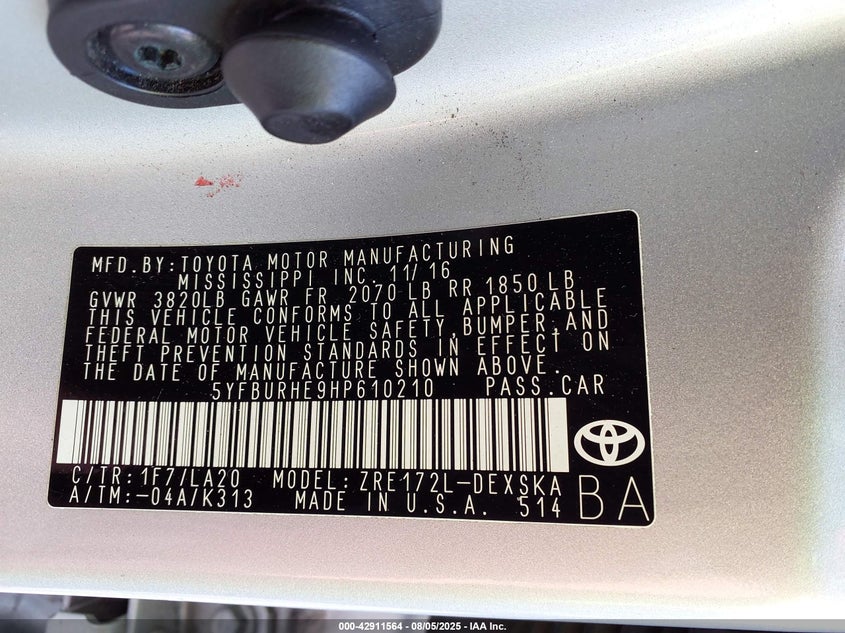 MFD.BY:TOYOTA MOTOR MANUFACTURING
MISSISSIPPI INC. 11/16
GVWR 3820LB GAWR FR 2070 LB RR 1850 LB
THIS VEHICLE CONFORMS TO ALL APPLICABLE
FEDERAL MOTOR VEHICLE SAFETY,BUMPER,AND
THEFT PREVENTION STANDARDS IN EFFECT ON
THE DATE OF MANUFACTURE SHOWN ABOVE.
5YFBURHE9HP610210 PASS.CAR
C/TR:1F7/LA20 MODEL:ZRE172L-DEXSKA
A/TM:-04A/K313 MADE IN U.S.A. 514
BA
000-42911564 - 08/05/2025 - IAA Inc.